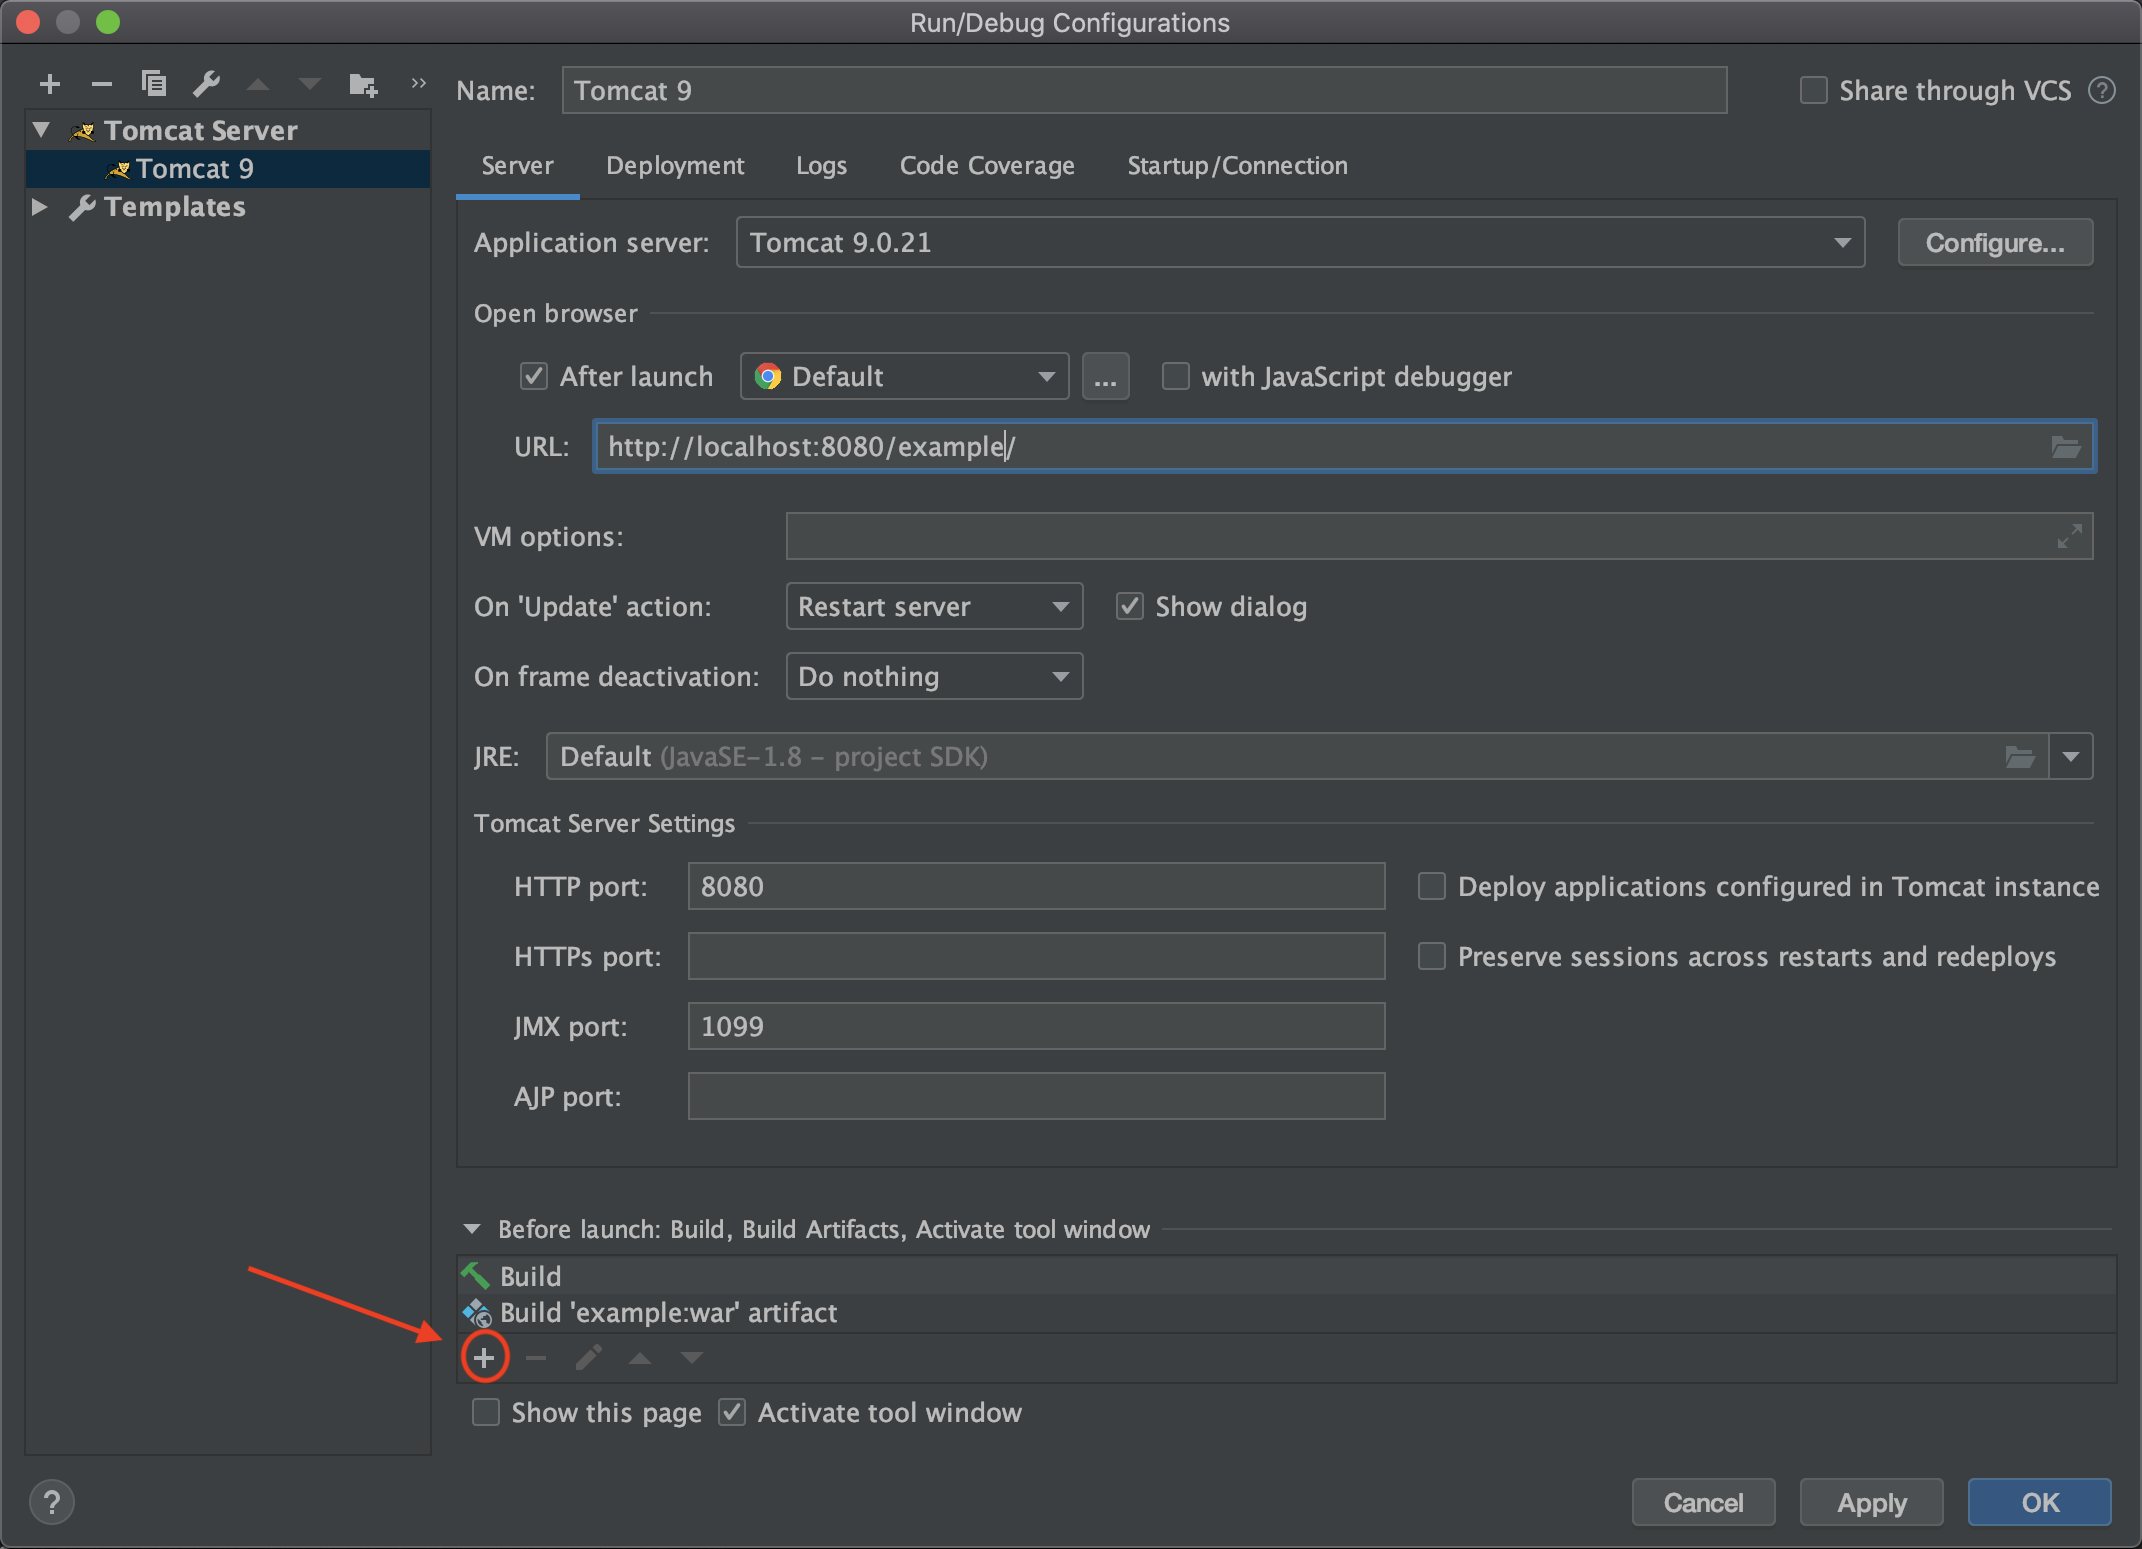 Run/Debug Configurations
Name: Tomcat 9 Share through VCS ?
Tomcat Server
Tomcat 9
Templates
Server Deployment Logs Code Coverage Startup/Connection
Application server: Tomcat 9.0.21 Configure...
Open browser
After launch Default ... with JavaScript debugger
URL: http://localhost:8080/example/
VM options:
On 'Update' action: Restart server Show dialog
On frame deactivation: Do nothing
JRE: Default (JavaSE-1.8 - project SDK)
Tomcat Server Settings
HTTP port: 8080 Deploy applications configured in Tomcat instance
HTTPs port: Preserve sessions across restarts and redeploys
JMX port: 1099
AJP port:
Before launch: Build, Build Artifacts, Activate tool window
Build
Build 'example:war' artifact
Show this page Activate tool window
? Cancel Apply OK